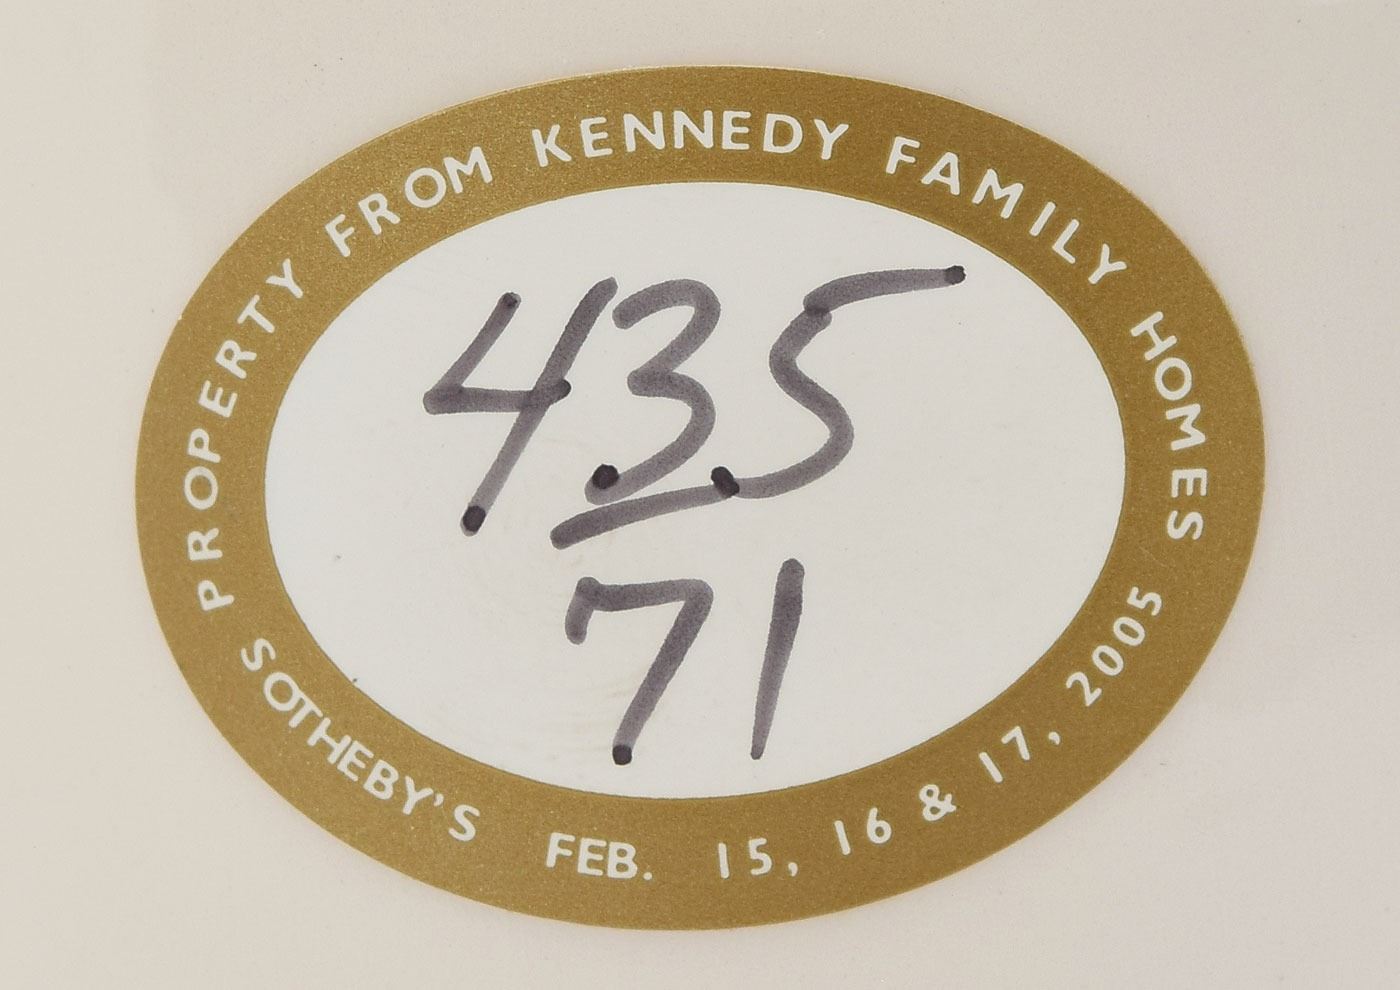 PROPERTY FROM KENNEDY FAMILY HOMES
435
71
SOTHEBY'S FEB. 15, 16 & 17, 2005